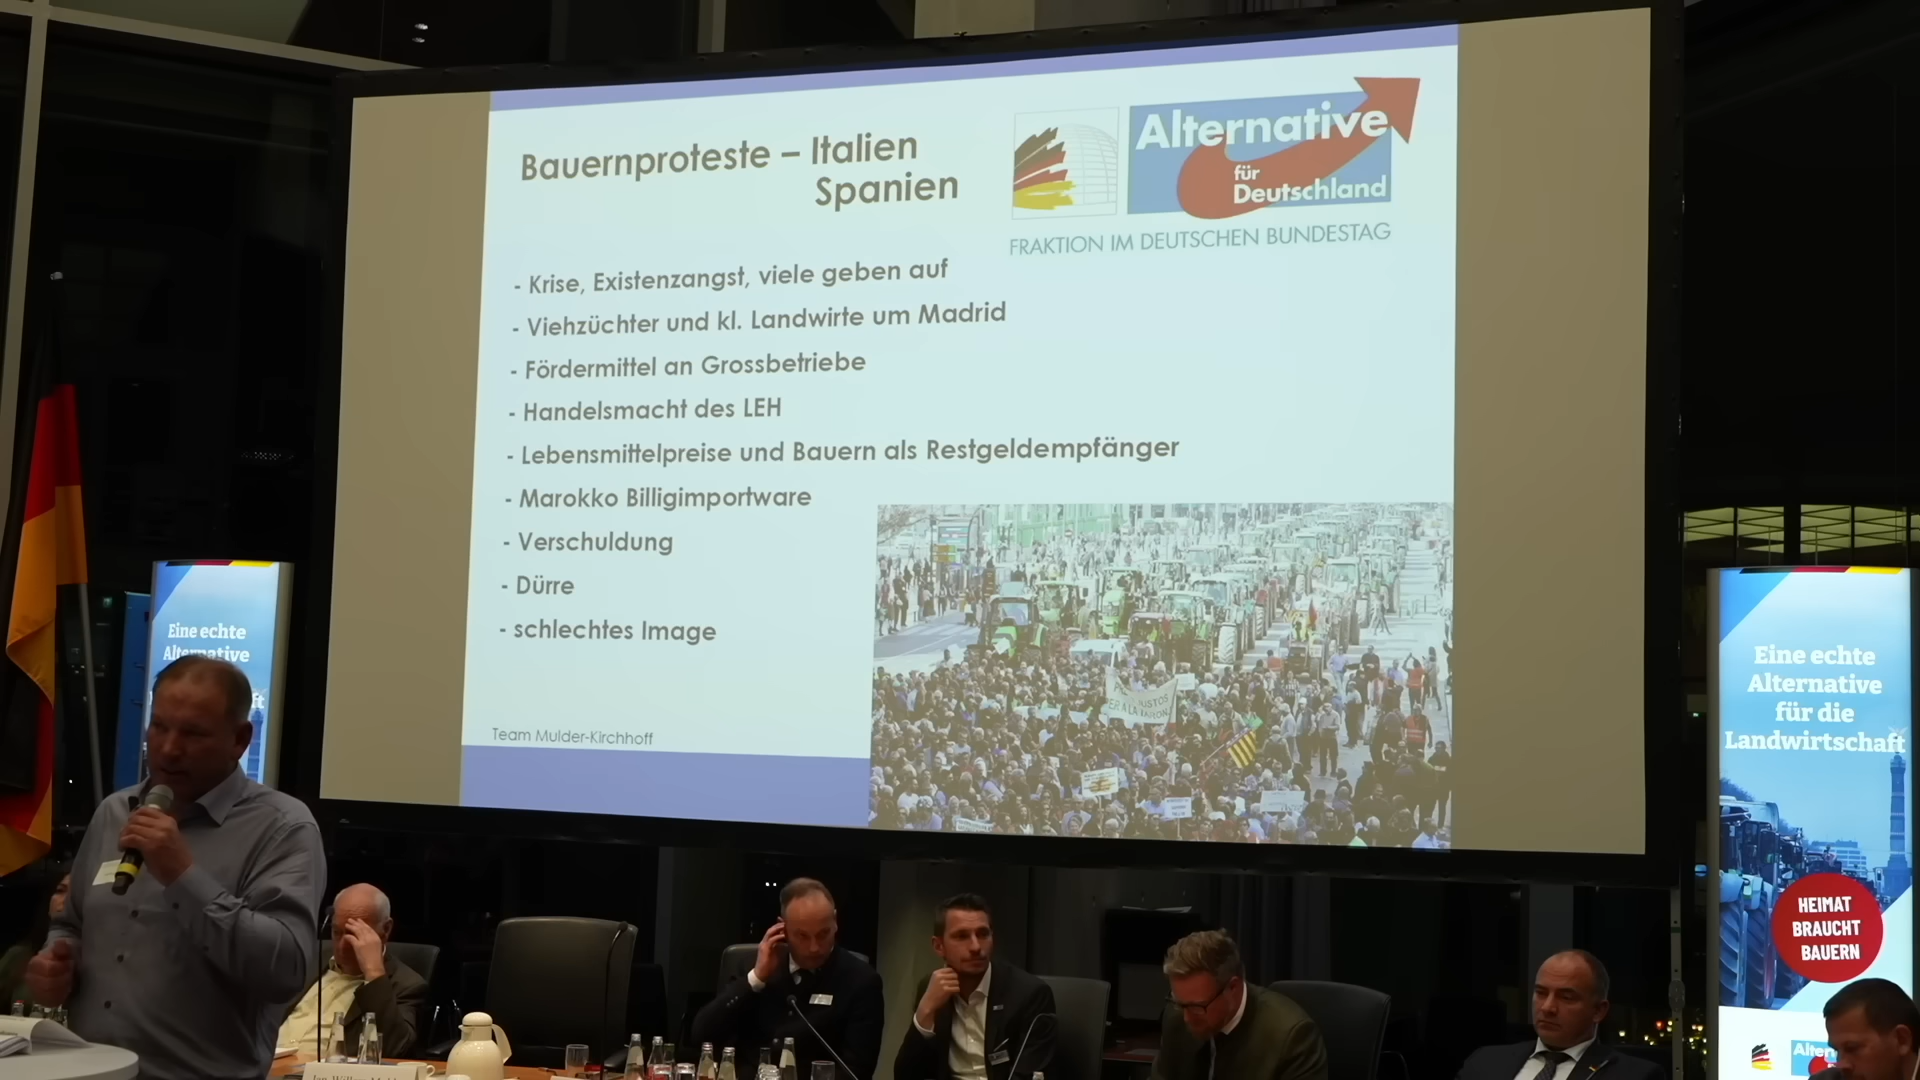 Bauernproteste – Italien
Spanien
Alternative
für
Deutschland
FRAKTION IM DEUTSCHEN BUNDESTAG
- Krise, Existenzangst, viele geben auf
- Viehzüchter und kl. Landwirte um Madrid
- Fördermittel an Grossbetriebe
- Handelsmacht des LEH
- Lebensmittelpreise und Bauern als Restgeldempfänger
- Marokko Billigimportware
- Verschuldung
- Dürre
- schlechtes Image
Team Mulder-Kirchhoff
Eine echte
Alternative
Eine echte
Alternative
für die
Landwirtschaft
HEIMAT
BRAUCHT
BAUERN